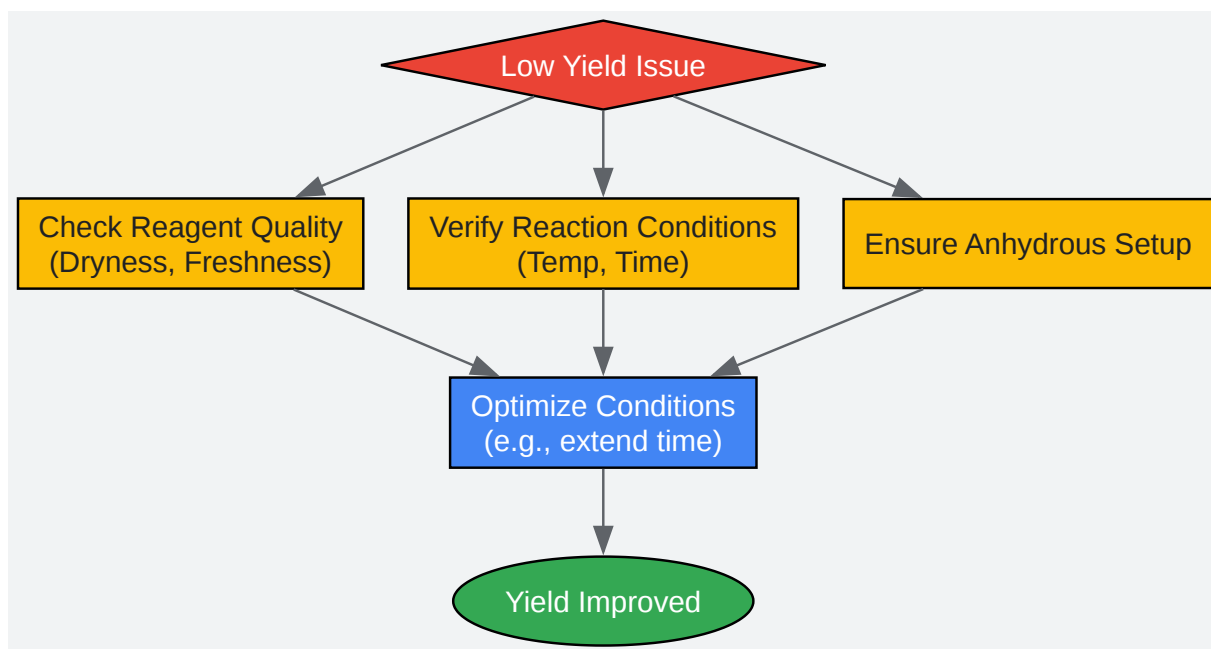 Low Yield Issue
Check Reagent Quality
(Dryness, Freshness)
Verify Reaction Conditions
(Temp, Time)
Ensure Anhydrous Setup
Optimize Conditions
(e.g., extend time)
Yield Improved